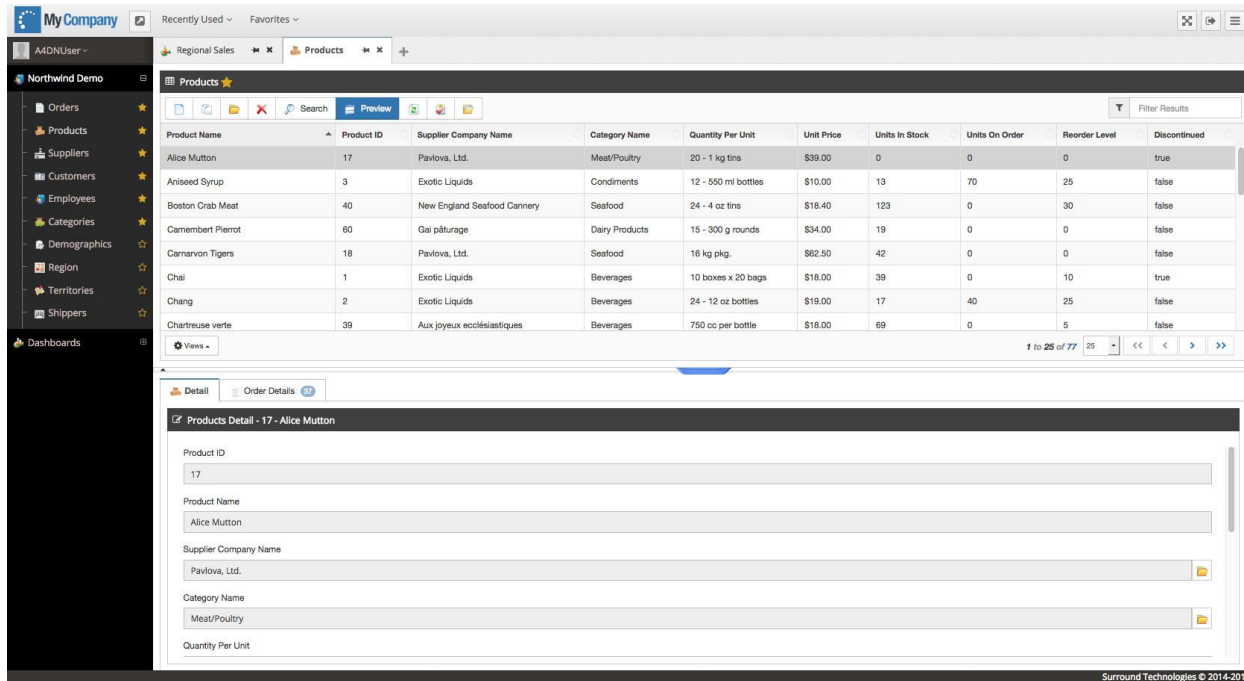 MyCompany Recently Used Favorites
A4DNUser Regional Sales Products
Northwind Demo
Orders
Products
Suppliers
Customers
Employees
Categories
Demographics
Region
Territories
Shippers
Dashboards
Products
Search Preview Filter Results
Product Name Product ID Supplier Company Name Category Name Quantity Per Unit Unit Price Units In Stock Units On Order Reorder Level Discontinued
Alice Mutton 17 Pavlova, Ltd. Meat/Poultry 20 - 1 kg tins $39.00 0 0 0 true
Aniseed Syrup 3 Exotic Liquids Condiments 12 - 550 ml bottles $10.00 13 70 25 false
Boston Crab Meat 40 New England Seafood Cannery Seafood 24 - 4 oz tins $18.40 123 0 30 false
Camembert Pierrot 60 Gai pâturage Dairy Products 15 - 300 g rounds $34.00 19 0 0 false
Carnarvon Tigers 18 Pavlova, Ltd. Seafood 16 kg pkg. $62.50 42 0 0 false
Chai 1 Exotic Liquids Beverages 10 boxes x 20 bags $18.00 39 0 10 true
Chang 2 Exotic Liquids Beverages 24 - 12 oz bottles $19.00 17 40 25 false
Chartreuse verte 39 Aux joyeux ecclésiastiques Beverages 750 cc per bottle $18.00 69 0 5 false
Views 1 to 25 of 77 25 << < > >>
Detail Order Details 37
Products Detail - 17 - Alice Mutton
Product ID
17
Product Name
Alice Mutton
Supplier Company Name
Pavlova, Ltd.
Category Name
Meat/Poultry
Quantity Per Unit
Surround Technologies © 2014-201